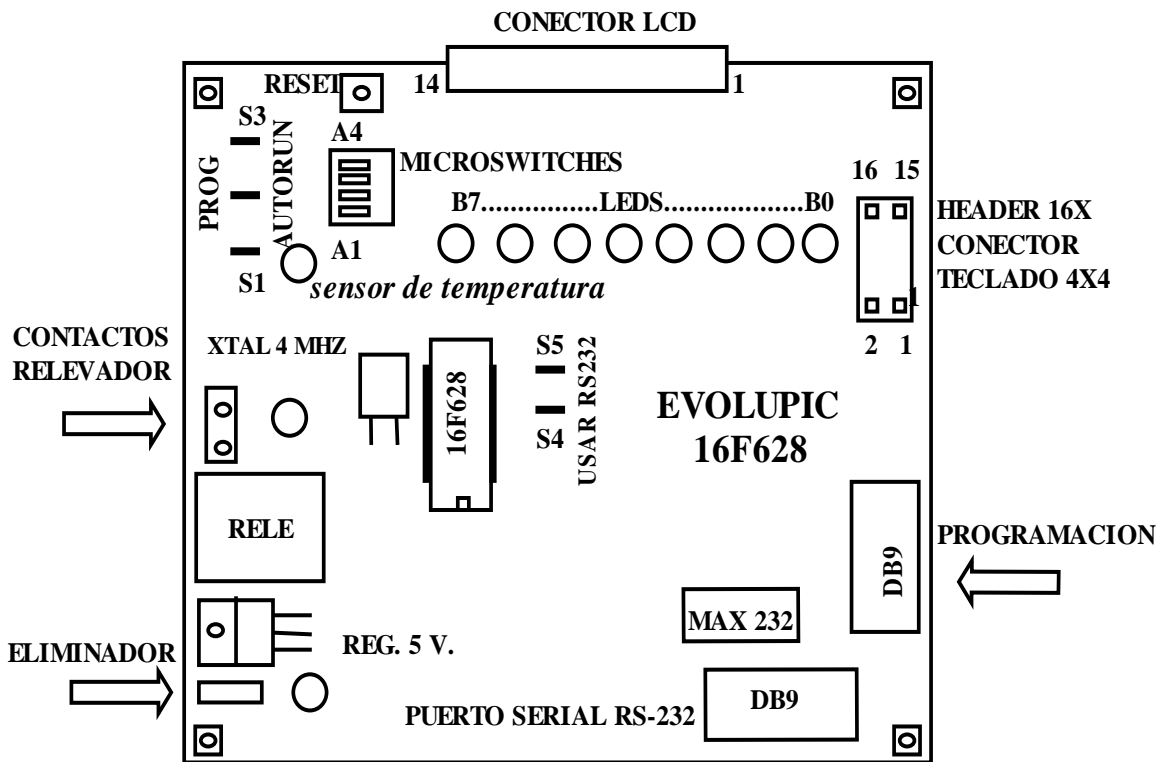 CONECTOR LCD
RESET
14
1
S3
A4
PROG
AUTORUN
MICROSWITCHES
16 15
B7..................LEDS.....................B0
HEADER 16X
CONECTOR
TECLADO 4X4
A1
S1
sensor de temperatura
1
2 1
CONTACTOS
RELEVADOR
XTAL 4 MHZ
S5
16F628
USAR RS232
S4
EVOLUPIC
16F628
RELE
PROGRAMACION
DB9
MAX 232
ELIMINADOR
REG. 5 V.
PUERTO SERIAL RS-232
DB9